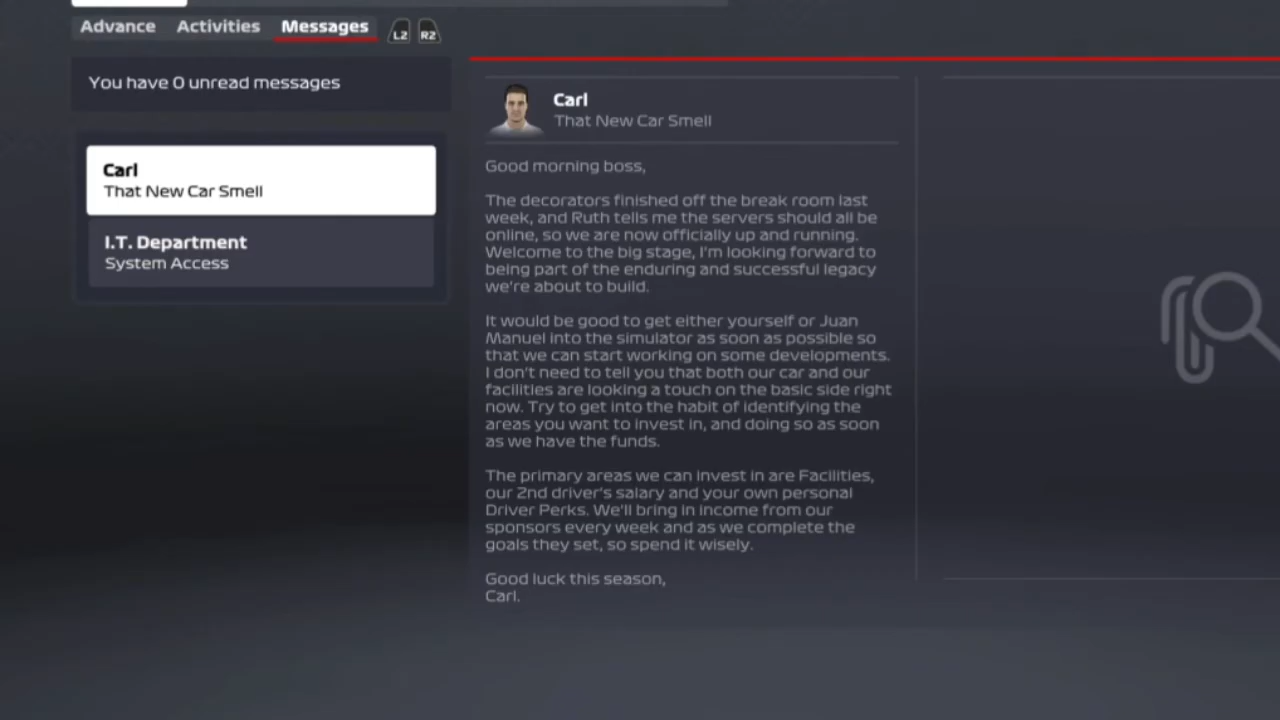 Advance Activities Messages L2 R2
You have 0 unread messages
Carl
That New Car Smell
I.T. Department
System Access
Carl
That New Car Smell
Good morning boss,
The decorators finished off the break room last
week, and Ruth tells me the servers should all be
online, so we are now officially up and running.
Welcome to the big stage, I'm looking forward to
being part of the enduring and successful legacy
we're about to build.
It would be good to get either yourself or Juan
Manuel into the simulator as soon as possible so
that we can start working on some developments.
I don't need to tell you that both our car and our
facilities are looking a touch on the basic side right
now. Try to get into the habit of identifying the
areas you want to invest in, and doing so as soon
as we have the funds.
The primary areas we can invest in are Facilities,
our 2nd driver's salary and your own personal
Driver Perks. We'll bring in income from our
sponsors every week and as we complete the
goals they set, so spend it wisely.
Good luck this season,
Carl.